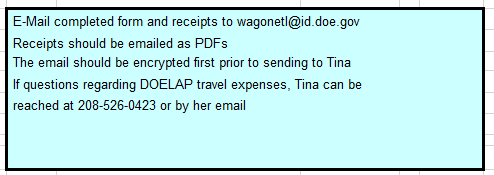 E-Mail completed form and receipts to wagonetl@id.doe.gov
Receipts should be emailed as PDFs
The email should be encrypted first prior to sending to Tina
If questions regarding DOELAP travel expenses, Tina can be
reached at 208-526-0423 or by her email